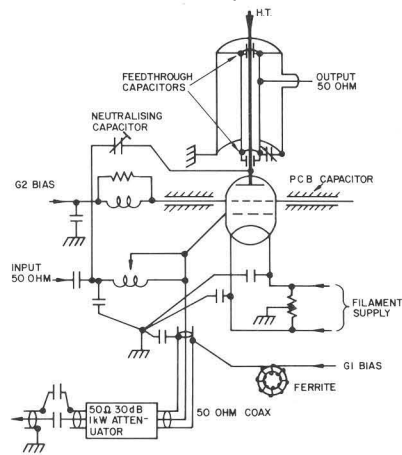 H.T.
FEEDTHROUGH
CAPACITORS
OUTPUT
50 OHM
NEUTRALISING
CAPACITOR
G2 BIAS
PCB CAPACITOR
INPUT
50 OHM
FILAMENT
SUPPLY
G1 BIAS
FERRITE
50 OHM COAX
50Ω 30dB
1kW ATTEN-
UATOR